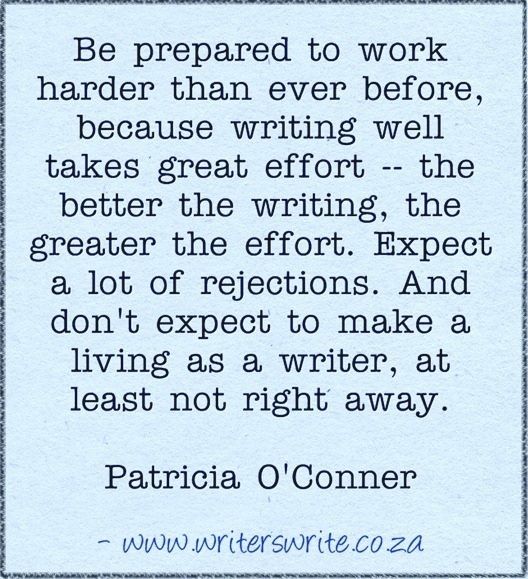 Be prepared to work
harder than ever before,
because writing well
takes great effort -- the
better the writing, the
greater the effort. Expect
a lot of rejections. And
don't expect to make a
living as a writer, at
least not right away.
Patricia O'Conner
- www.writerswrite.co.za